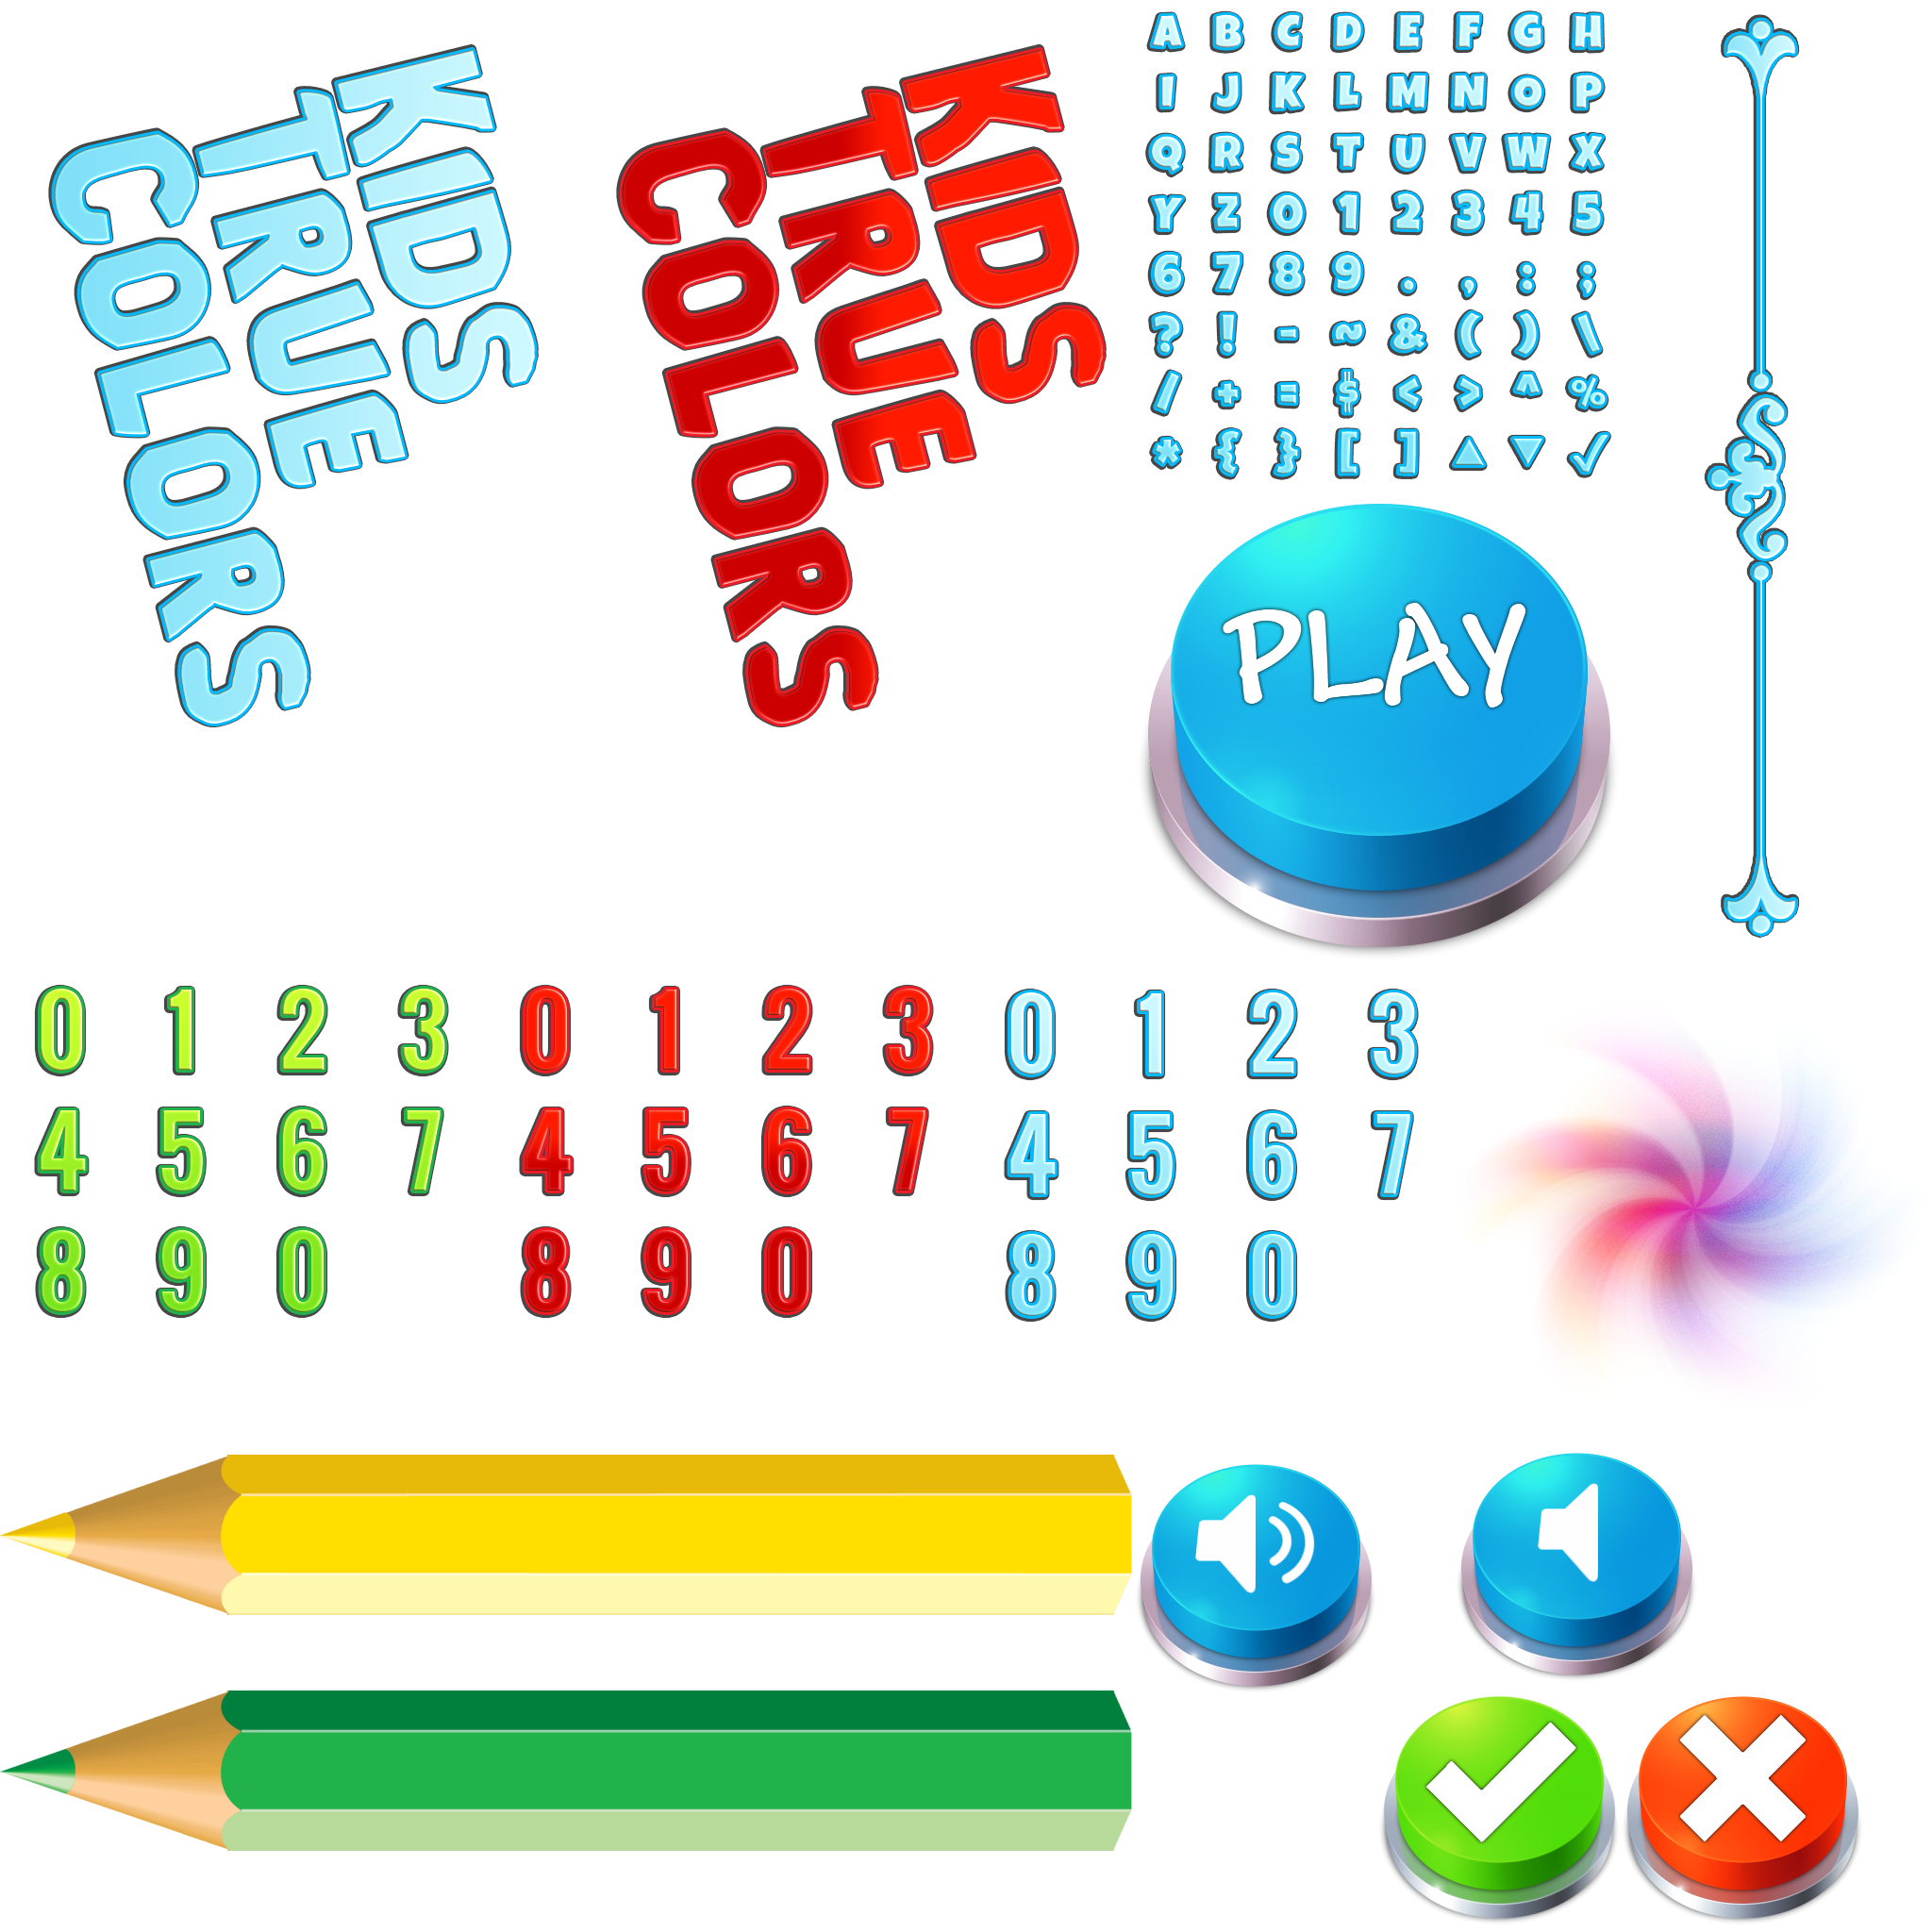 KIDS
TRUE
COLORS
KIDS
TRUE
COLORS
A B C D E F G H
I J K L M N O P
Q R S T U V W X
Y Z 0 1 2 3 4 5
6 7 8 9 . , : ;
? ! - ~ & ( ) \
/ + = $ < > ^ %
* { } [ ] △ ▽ ✓
PLAY
0 1 2 3
4 5 6 7
8 9 0
0 1 2 3
4 5 6 7
8 9 0
0 1 2 3
4 5 6 7
8 9 0